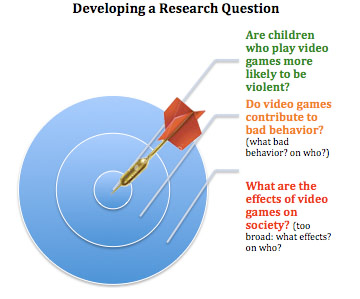 Developing a Research Question
Are children
who play video
games more
likely to be
violent?
Do video games
contribute to
bad behavior?
(what bad
behavior? on who?)
What are the
effects of video
games on
society? (too
broad: what effects?
on who?